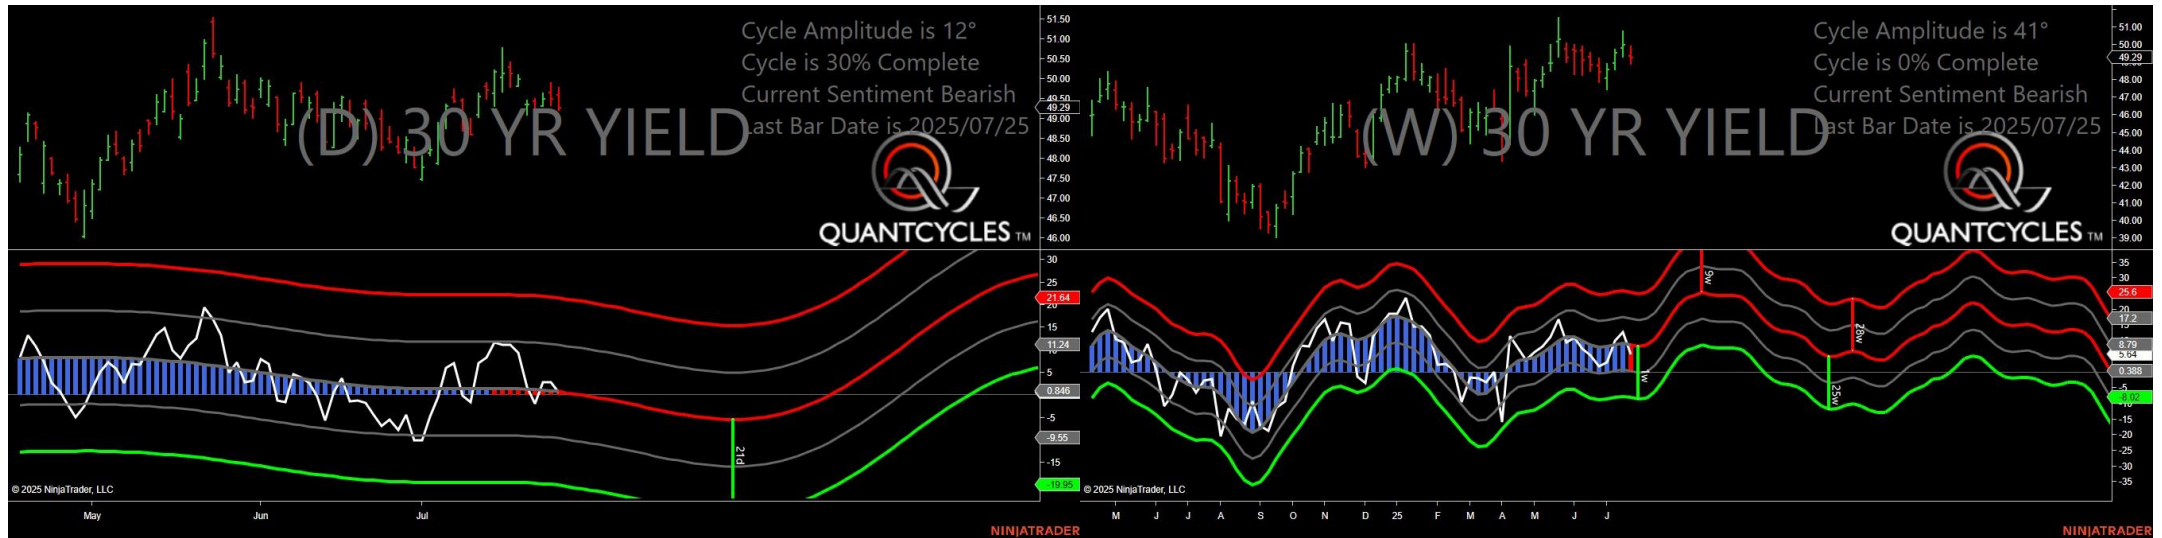 Cycle Amplitude is 12°
Cycle is 30% Complete
Current Sentiment Bearish
Last Bar Date is 2025/07/25
(D) 30 YR YIELD
QUANTCYCLES TM
51.50
51.00
50.50
50.00
49.50
49.29
49.00
48.50
48.00
47.50
47.00
46.50
46.00
30
25
21.64
15
11.24
5
0.846
-5
-9.55
-15
-19.95
21d
© 2025 NinjaTrader, LLC
May Jun Jul
NINJATRADER
Cycle Amplitude is 41°
Cycle is 0% Complete
Current Sentiment Bearish
Last Bar Date is 2025/07/25
(W) 30 YR YIELD
QUANTCYCLES TM
51.00
50.00
49.29
48.00
47.00
46.00
45.00
44.00
43.00
42.00
41.00
40.00
39.00
35
30
25.6
17.2
8.79
5.64
0.388
-5
-8.02
-15
-20
-25
-30
-35
1w
9w
25w
28w
© 2025 NinjaTrader, LLC
M J J A S O N D 25 F M A M J J
NINJATRADER